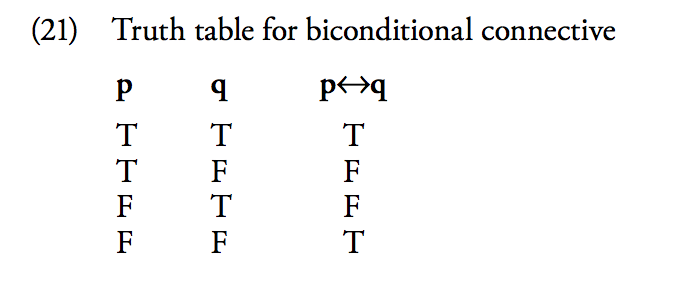 (21) Truth table for biconditional connective
p q p↔q
T T T
T F F
F T F
F F T